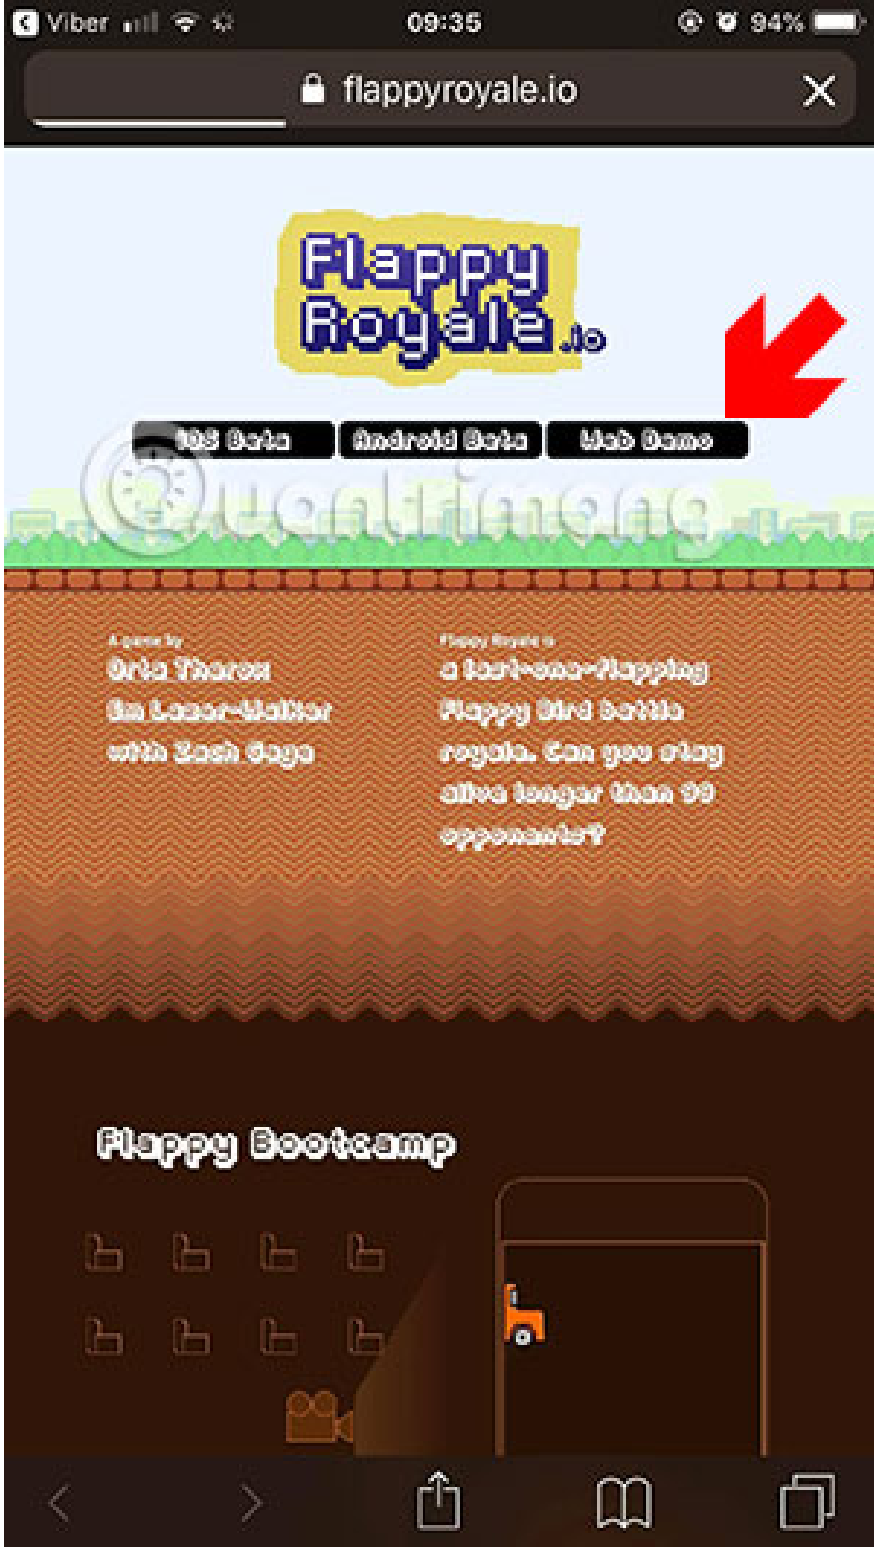 Viber 09:35 94%
flappyroyale.io
Flappy
Royale.io
iOS Beta Android Beta Web Demo
Quantrimang
A game by
Orta Therox
Em Lazer-Walker
with Zach Gage
Flappy Royale is
a last-one-flapping
Flappy Bird battle
royale. Can you stay
alive longer than 99
opponents?
Flappy Bootcamp